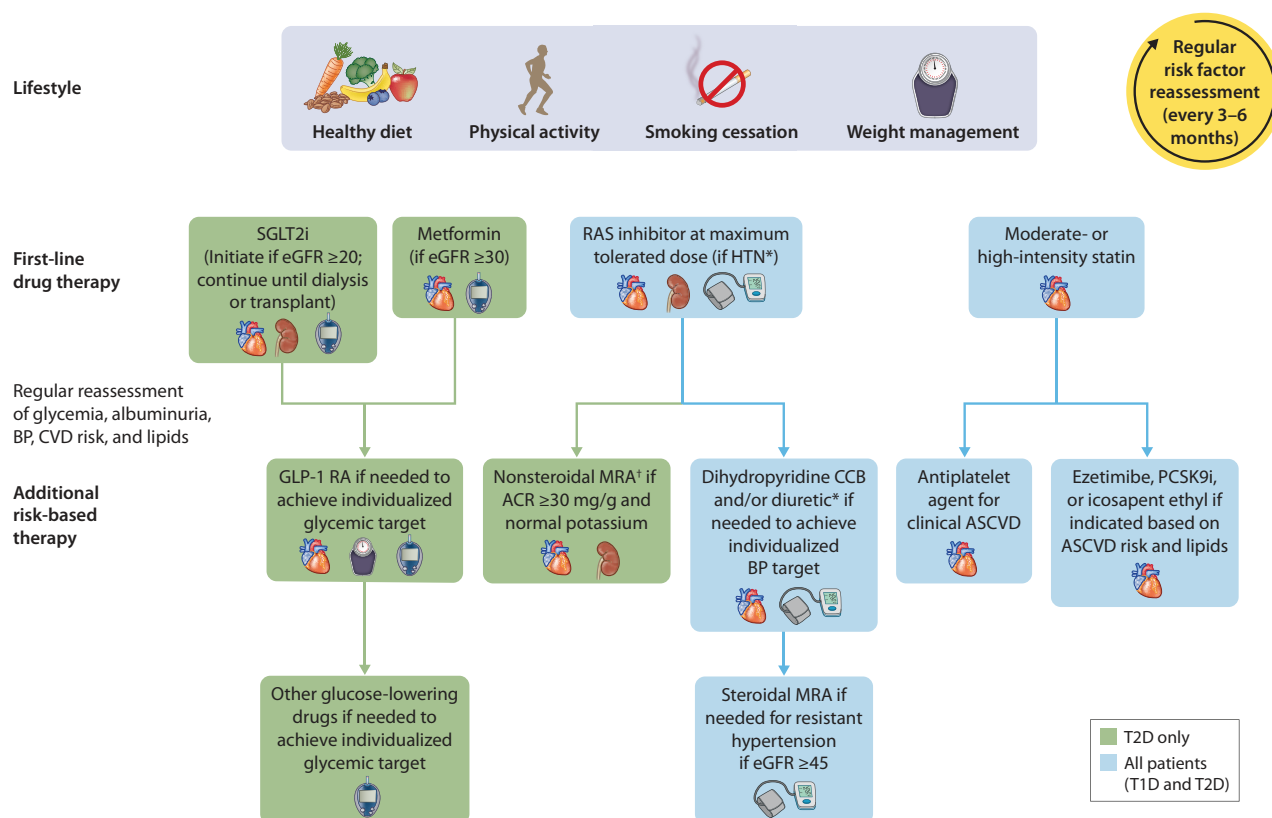 Lifestyle
Healthy diet
Physical activity
Smoking cessation
Weight management
Regular
risk factor
reassessment
(every 3–6
months)
First-line
drug therapy
SGLT2i
(Initiate if eGFR ≥20;
continue until dialysis
or transplant)
Metformin
(if eGFR ≥30)
RAS inhibitor at maximum
tolerated dose (if HTN*)
Moderate- or
high-intensity statin
Regular reassessment
of glycemia, albuminuria,
BP, CVD risk, and lipids
Additional
risk-based
therapy
GLP-1 RA if needed to
achieve individualized
glycemic target
Nonsteroidal MRA† if
ACR ≥30 mg/g and
normal potassium
Dihydropyridine CCB
and/or diuretic* if
needed to achieve
individualized
BP target
Antiplatelet
agent for
clinical ASCVD
Ezetimibe, PCSK9i,
or icosapent ethyl if
indicated based on
ASCVD risk and lipids
Other glucose-lowering
drugs if needed to
achieve individualized
glycemic target
Steroidal MRA if
needed for resistant
hypertension
if eGFR ≥45
T2D only
All patients
(T1D and T2D)